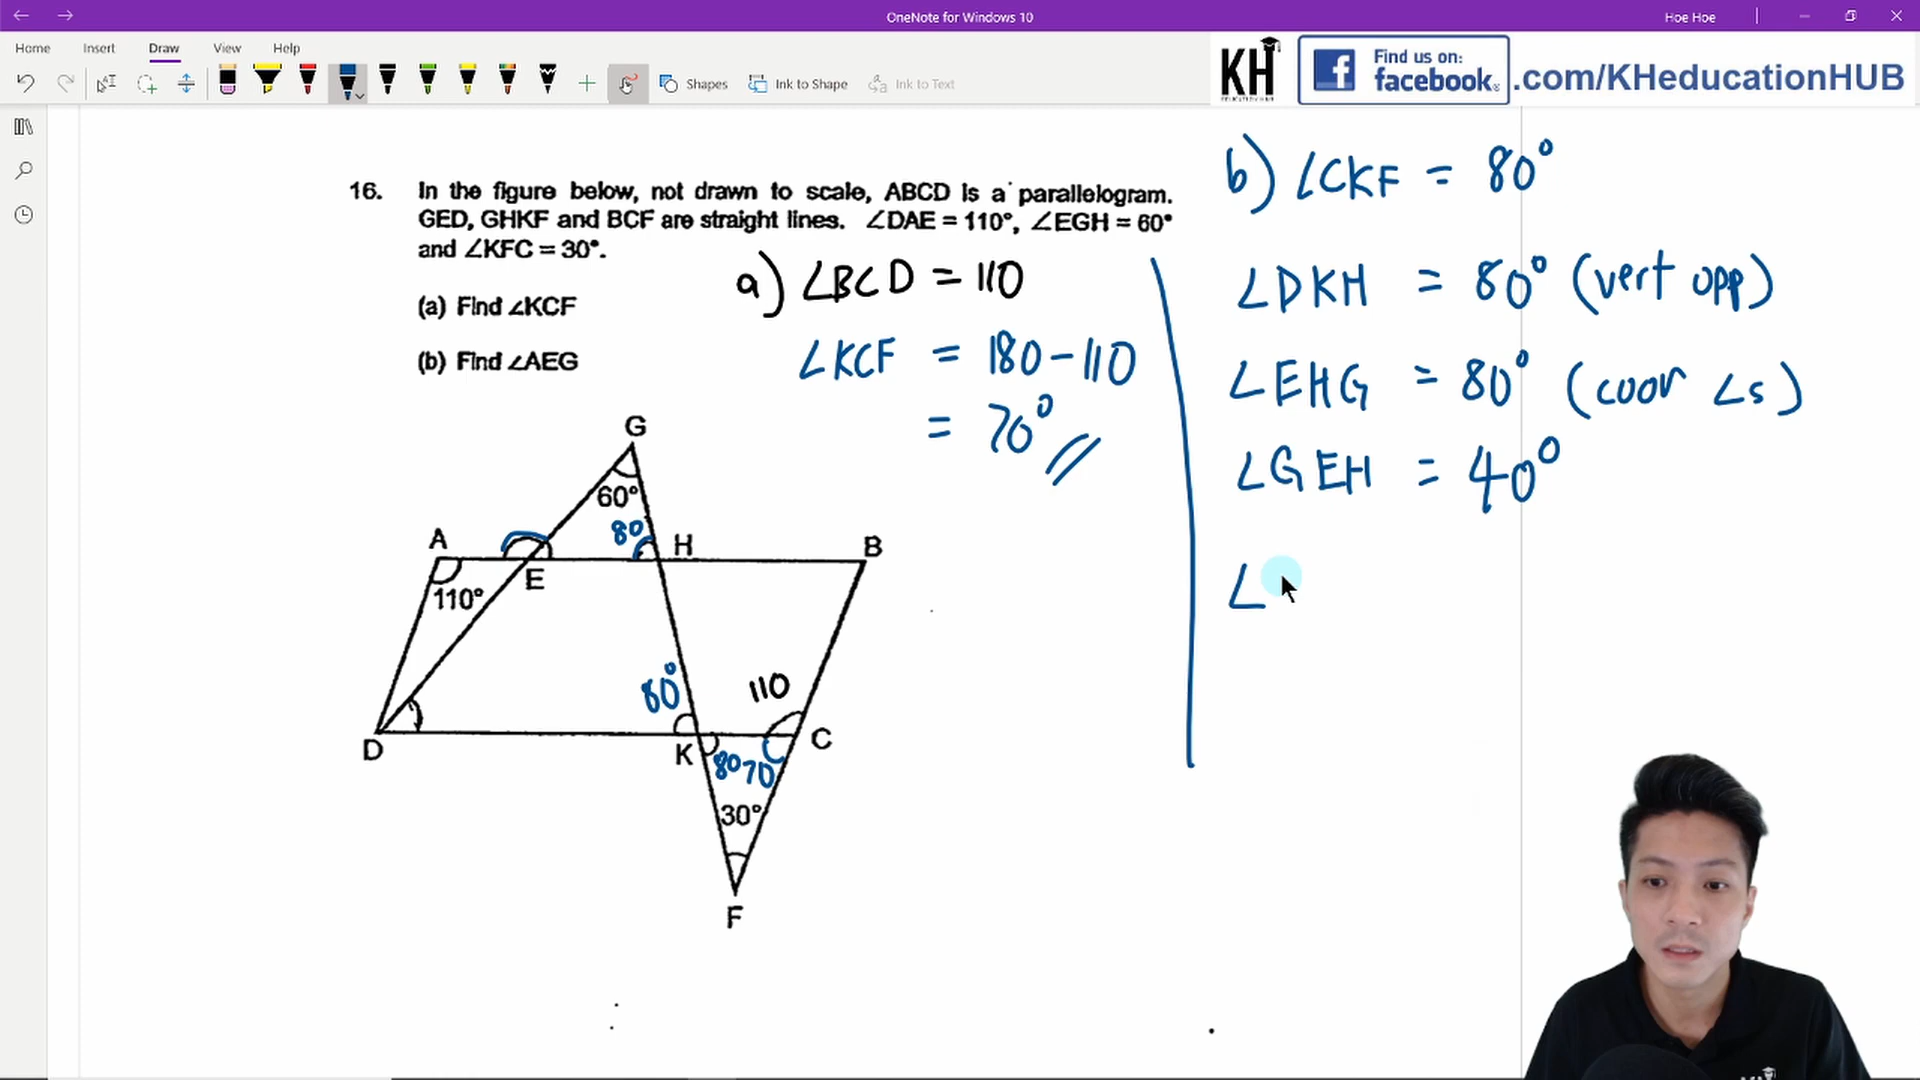 OneNote for Windows 10
Hoe Hoe
Home Insert Draw View Help
Shapes
Ink to Shape
Ink to Text
KH
Find us on:
facebook.
.com/KHeducationHUB
16. In the figure below, not drawn to scale, ABCD is a parallelogram.
GED, GHKF and BCF are straight lines. ∠DAE = 110°, ∠EGH = 60°
and ∠KFC = 30°.
(a) Find ∠KCF
(b) Find ∠AEG
a) ∠BCD = 110
∠KCF = 180 - 110
= 70°
b) ∠CKF = 80°
∠DKH = 80° (vert opp)
∠EHG = 80° (coor ∠s)
∠GEH = 40°
∠
G
60°
80
A
H
B
E
110°
80°
110
D
K
C
80
70
30°
F
KH